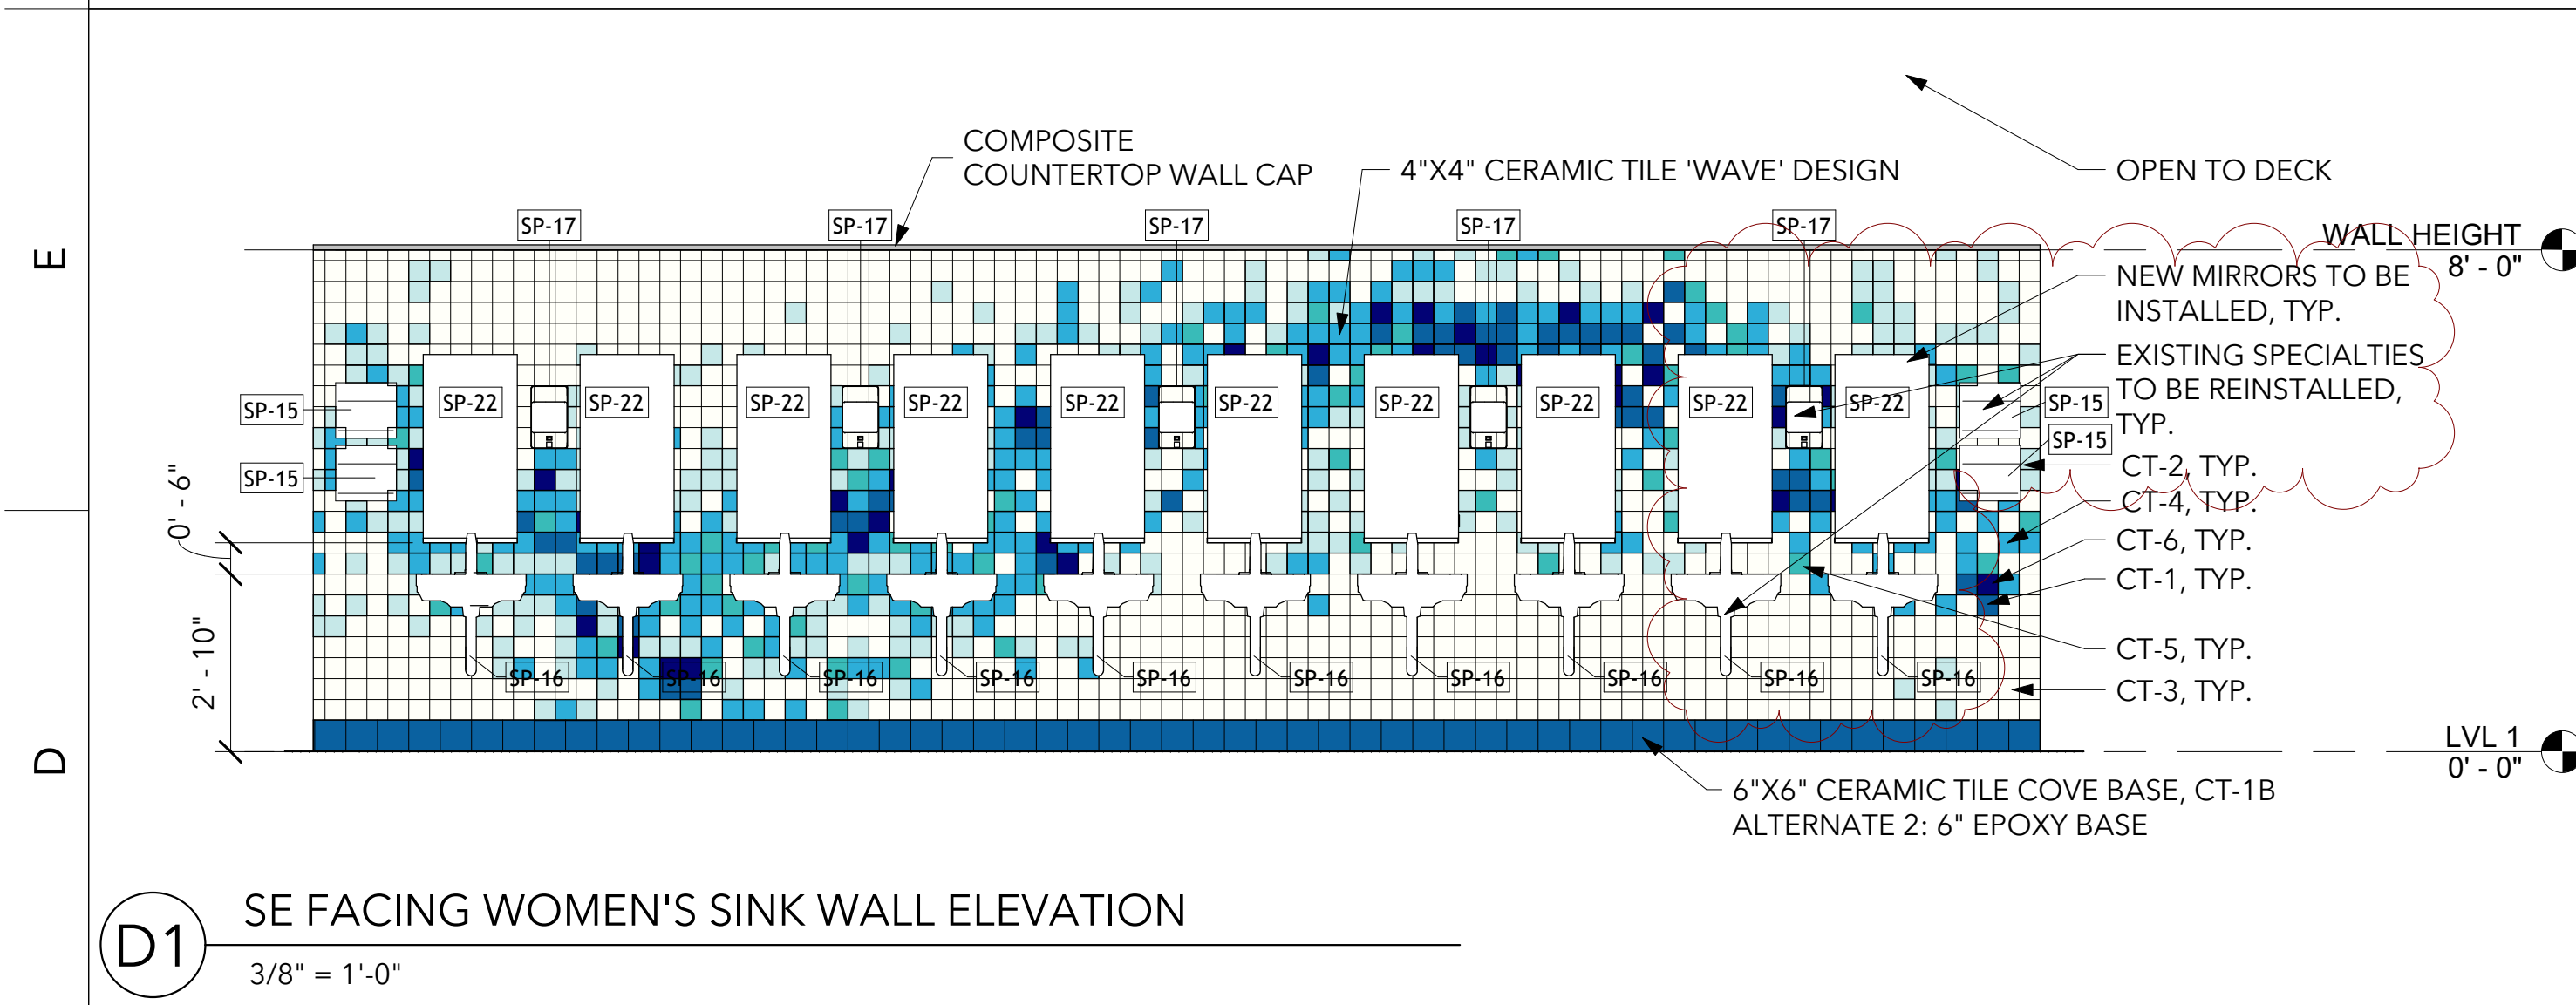 E
D
COMPOSITE
COUNTERTOP WALL CAP
4"X4" CERAMIC TILE 'WAVE' DESIGN
OPEN TO DECK
SP-17
SP-17
SP-17
SP-17
SP-17
WALL HEIGHT
8' - 0"
NEW MIRRORS TO BE
INSTALLED, TYP.
EXISTING SPECIALTIES
TO BE REINSTALLED,
TYP.
SP-15
SP-15
SP-22
SP-22
SP-22
SP-22
SP-22
SP-22
SP-22
SP-22
SP-22
SP-22
SP-15
SP-15
CT-2, TYP.
CT-4, TYP.
CT-6, TYP.
CT-1, TYP.
CT-5, TYP.
CT-3, TYP.
0' - 6"
2' - 10"
SP-16
SP-16
SP-16
SP-16
SP-16
SP-16
SP-16
SP-16
SP-16
SP-16
LVL 1
0' - 0"
6"X6" CERAMIC TILE COVE BASE, CT-1B
ALTERNATE 2: 6" EPOXY BASE
D1
SE FACING WOMEN'S SINK WALL ELEVATION
3/8" = 1'-0"